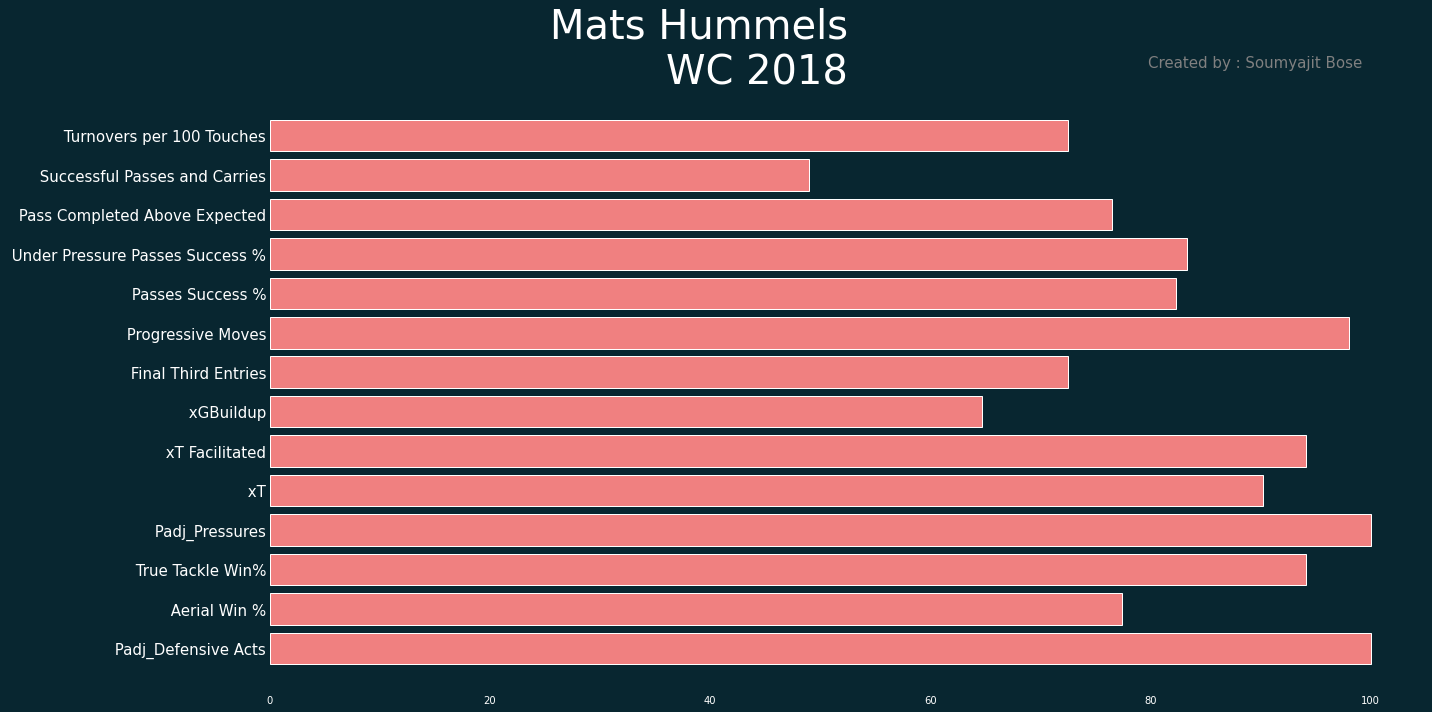 Mats Hummels
WC 2018
Created by : Soumyajit Bose
Turnovers per 100 Touches
Successful Passes and Carries
Pass Completed Above Expected
Under Pressure Passes Success %
Passes Success %
Progressive Moves
Final Third Entries
xGBuildup
xT Facilitated
xT
Padj_Pressures
True Tackle Win%
Aerial Win %
Padj_Defensive Acts
0 20 40 60 80 100